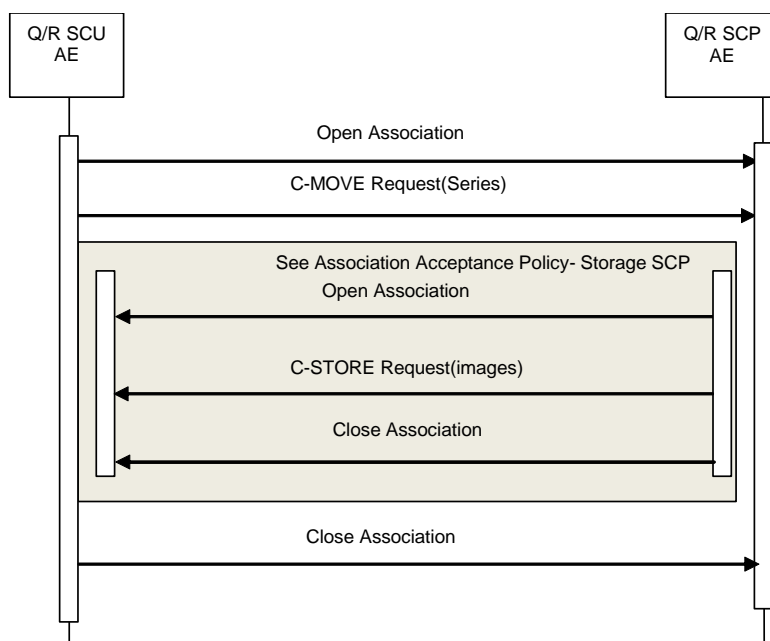 Q/R SCU
AE
Q/R SCP
AE
Open Association
C-MOVE Request(Series)
See Association Acceptance Policy- Storage SCP
Open Association
C-STORE Request(images)
Close Association
Close Association